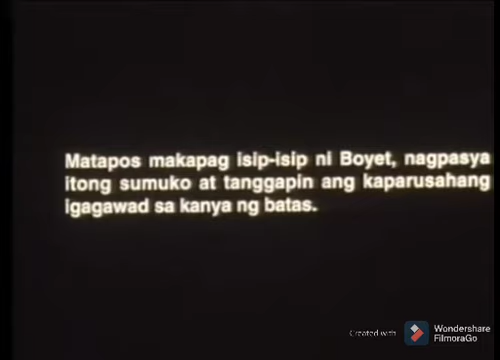 Matapos makapag isip-isip ni Boyet, nagpasya
itong sumuko at tanggapin ang kaparusahang
igagawad sa kanya ng batas.
Created with
Wondershare
FilmoraGo